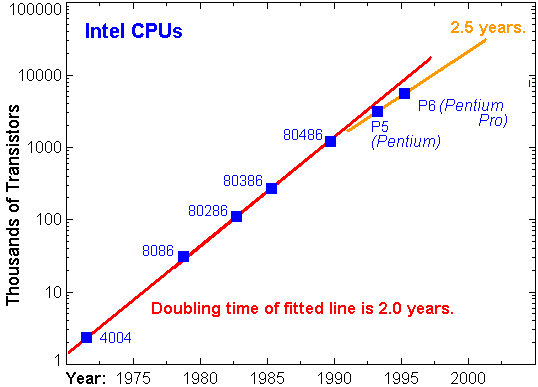 Intel CPUs
2.5 years.
100000
10000
1000
100
10
1
Thousands of Transistors
P6 (Pentium
Pro)
P5
(Pentium)
80486
80386
80286
8086
4004
Doubling time of fitted line is 2.0 years.
Year: 1975 1980 1985 1990 1995 2000